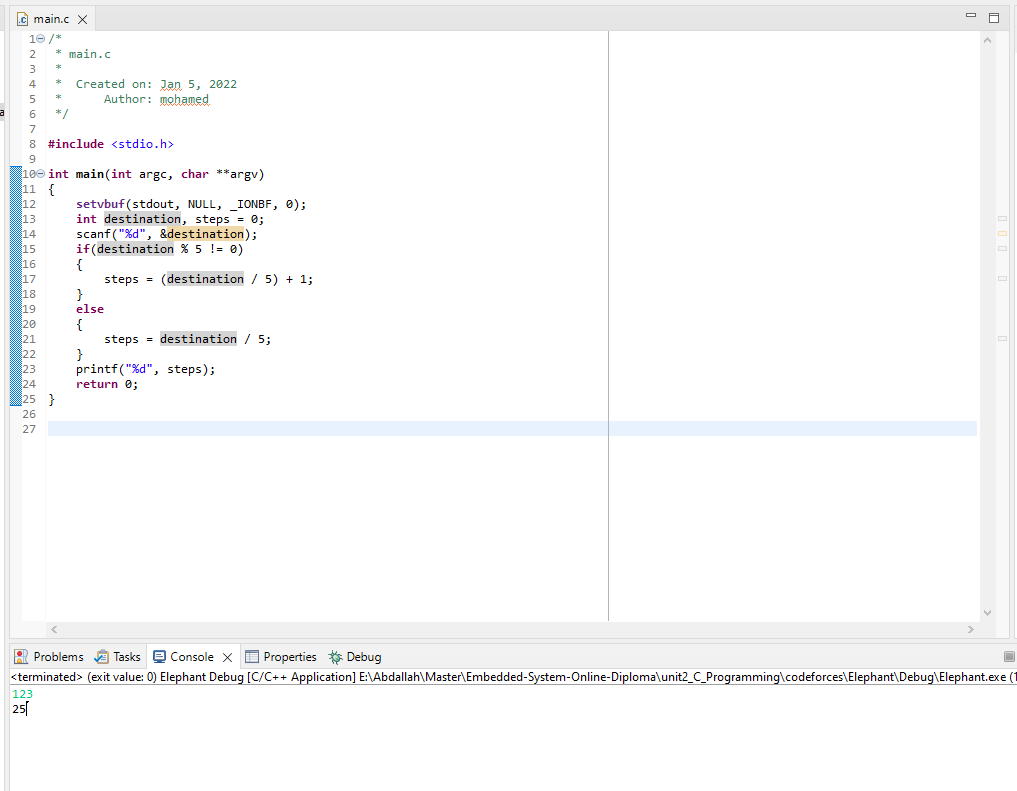 main.c
1 /*
2  * main.c
3  *
4  *  Created on: Jan 5, 2022
5  *      Author: mohamed
6  */
7
8 #include <stdio.h>
9
10 int main(int argc, char **argv)
11 {
12     setvbuf(stdout, NULL, _IONBF, 0);
13     int destination, steps = 0;
14     scanf("%d", &destination);
15     if(destination % 5 != 0)
16     {
17         steps = (destination / 5) + 1;
18     }
19     else
20     {
21         steps = destination / 5;
22     }
23     printf("%d", steps);
24     return 0;
25 }
26
27
Problems Tasks Console Properties Debug
<terminated> (exit value: 0) Elephant Debug [C/C++ Application] E:\Abdallah\Master\Embedded-System-Online-Diploma\unit2_C_Programming\codeforces\Elephant\Debug\Elephant.exe (1
123
25